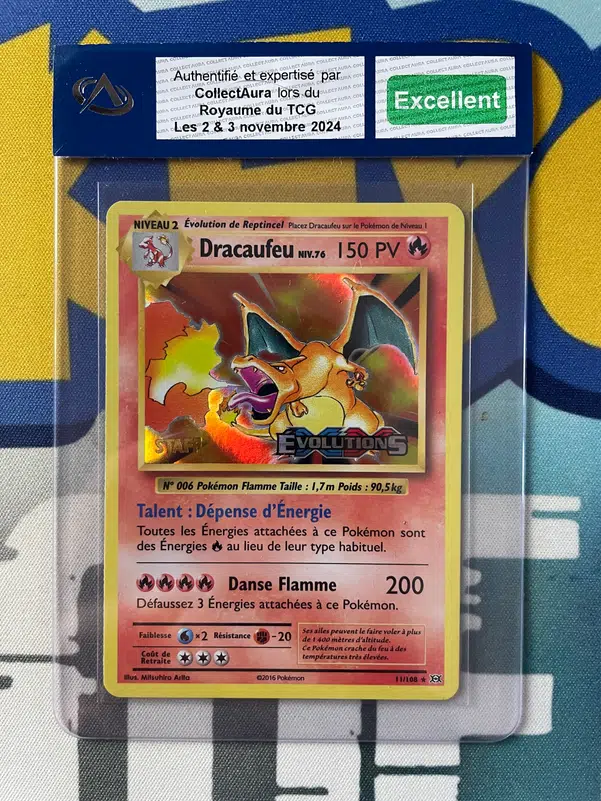 Authentifié et expertisé par
CollectAura lors du
Royaume du TCG
Les 2 & 3 novembre 2024
Excellent
NIVEAU 2 Évolution de Reptincel Placez Dracaufeu sur le Pokémon de Niveau 1
Dracaufeu NIV.76 150 PV
STAFF
EVOLUTIONS
N° 006 Pokémon Flamme Taille : 1,7 m Poids : 90,5 kg
Talent : Dépense d'Énergie
Toutes les Énergies attachées à ce Pokémon sont
des Énergies au lieu de leur type habituel.
Danse Flamme 200
Défaussez 3 Énergies attachées à ce Pokémon.
Faiblesse ×2 Résistance -20
Coût de
Retraite
Ses ailes peuvent le faire voler à plus
de 1 400 mètres d'altitude.
Ce Pokémon crache du feu à des
températures très élevées.
Illus. Mitsuhiro Arita ©2016 Pokémon 11/108 ★